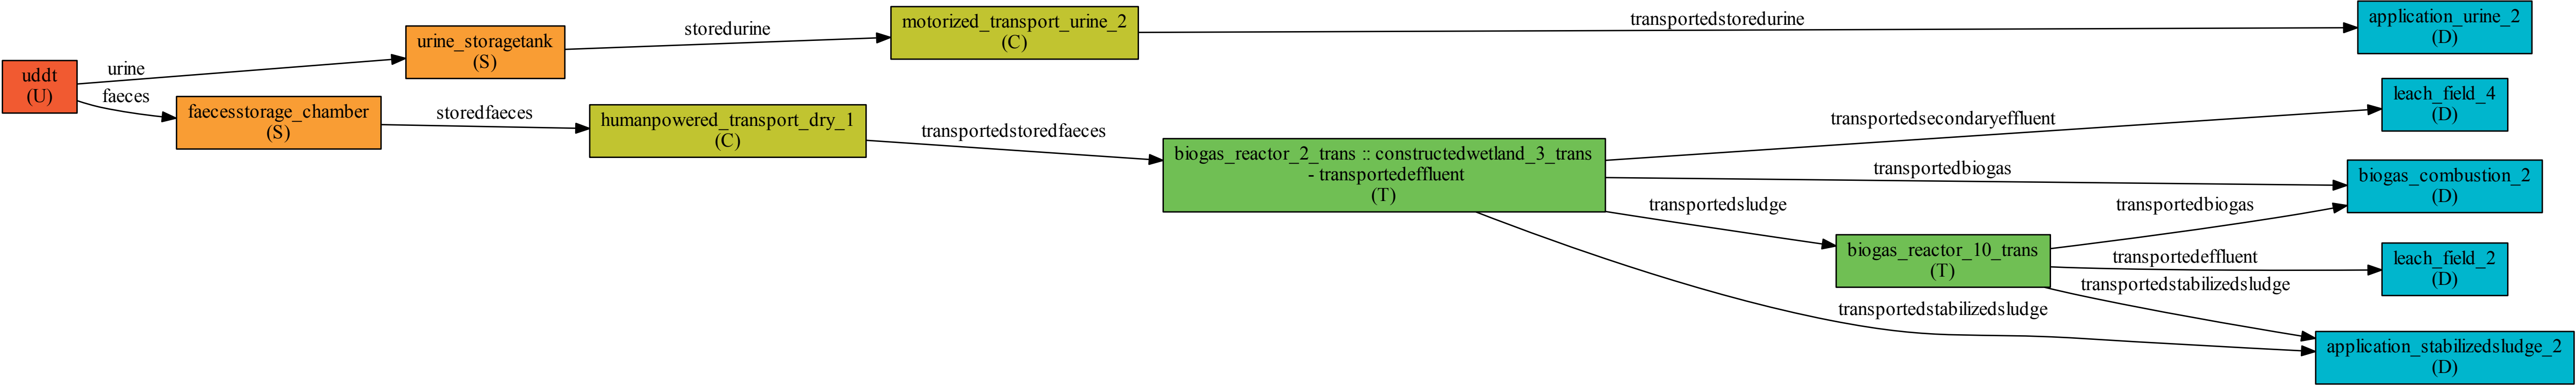 uddt
(U)
urine
faeces
urine_storagetank
(S)
faecesstorage_chamber
(S)
storedurine
storedfaeces
motorized_transport_urine_2
(C)
humanpowered_transport_dry_1
(C)
transportedstoredurine
transportedstoredfaeces
biogas_reactor_2_trans :: constructedwetland_3_trans
- transportedeffluent
(T)
transportedsecondaryeffluent
transportedbiogas
transportedsludge
transportedstabilizedsludge
biogas_reactor_10_trans
(T)
transportedbiogas
transportedeffluent
transportedstabilizedsludge
application_urine_2
(D)
leach_field_4
(D)
biogas_combustion_2
(D)
leach_field_2
(D)
application_stabilizedsludge_2
(D)